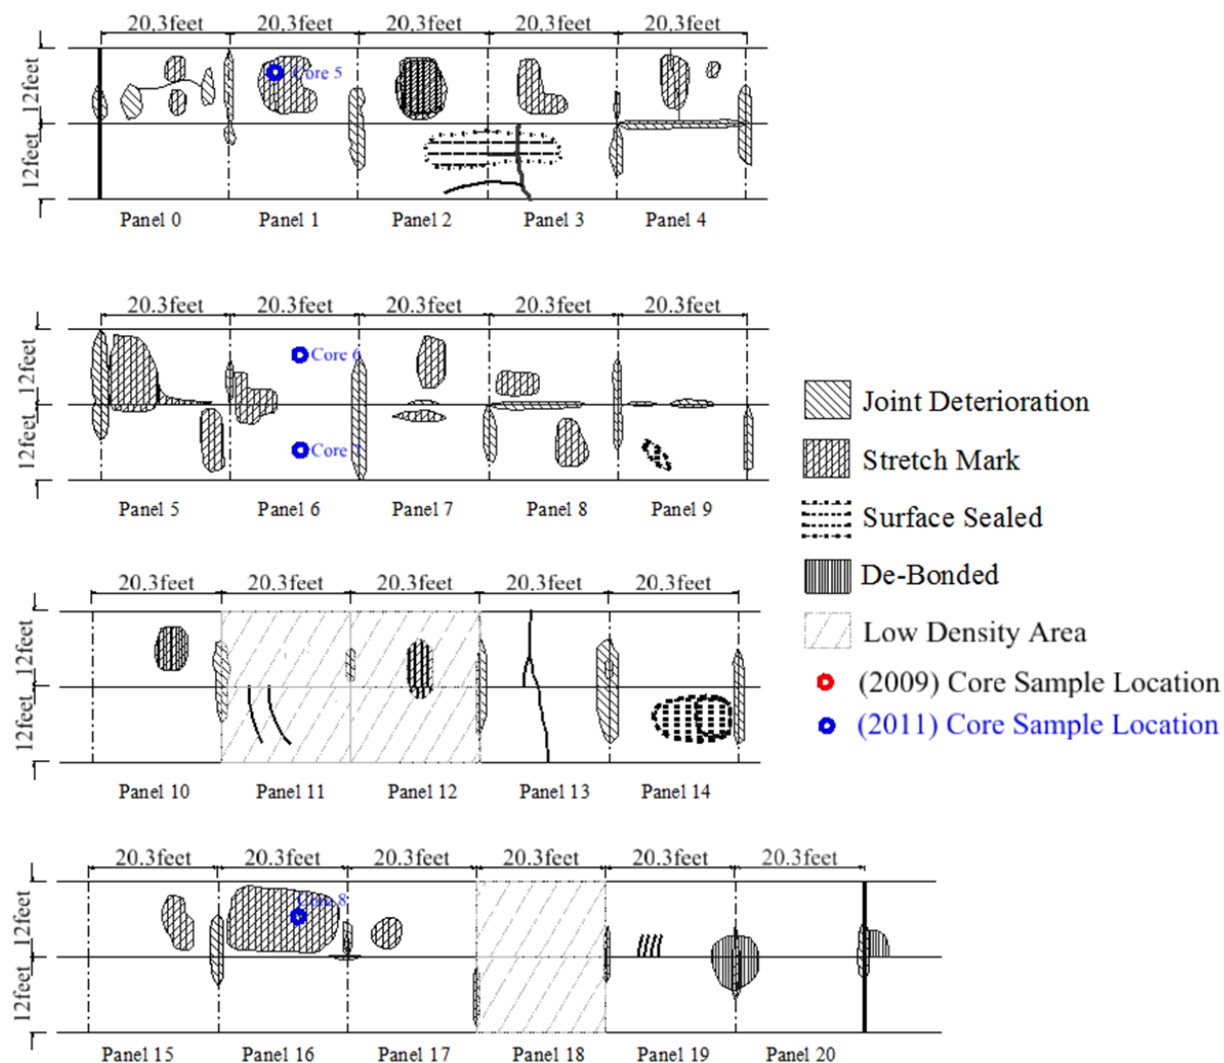 20.3feet 20.3feet 20.3feet 20.3feet 20.3feet
12feet 12feet
Core 5
Panel 0 Panel 1 Panel 2 Panel 3 Panel 4
20.3feet 20.3feet 20.3feet 20.3feet 20.3feet
12feet 12feet
Core 6
Core 7
Panel 5 Panel 6 Panel 7 Panel 8 Panel 9
Joint Deterioration
Stretch Mark
Surface Sealed
De-Bonded
Low Density Area
(2009) Core Sample Location
(2011) Core Sample Location
20.3feet 20.3feet 20.3feet 20.3feet 20.3feet
12feet 12feet
Panel 10 Panel 11 Panel 12 Panel 13 Panel 14
20.3feet 20.3feet 20.3feet 20.3feet 20.3feet 20.3feet
12feet 12feet
Core 8
Panel 15 Panel 16 Panel 17 Panel 18 Panel 19 Panel 20